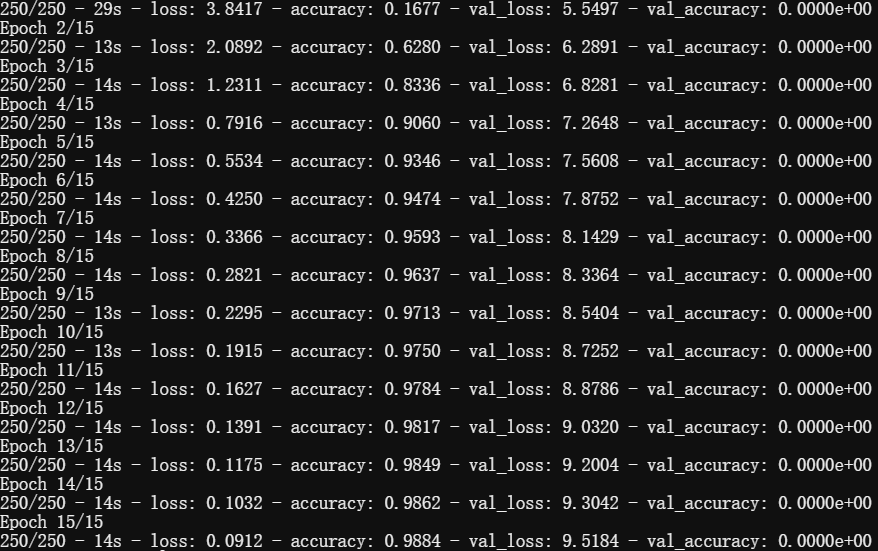 250/250 - 29s - loss: 3.8417 - accuracy: 0.1677 - val_loss: 5.5497 - val_accuracy: 0.0000e+00
Epoch 2/15
250/250 - 13s - loss: 2.0892 - accuracy: 0.6280 - val_loss: 6.2891 - val_accuracy: 0.0000e+00
Epoch 3/15
250/250 - 14s - loss: 1.2311 - accuracy: 0.8336 - val_loss: 6.8281 - val_accuracy: 0.0000e+00
Epoch 4/15
250/250 - 13s - loss: 0.7916 - accuracy: 0.9060 - val_loss: 7.2648 - val_accuracy: 0.0000e+00
Epoch 5/15
250/250 - 14s - loss: 0.5534 - accuracy: 0.9346 - val_loss: 7.5608 - val_accuracy: 0.0000e+00
Epoch 6/15
250/250 - 14s - loss: 0.4250 - accuracy: 0.9474 - val_loss: 7.8752 - val_accuracy: 0.0000e+00
Epoch 7/15
250/250 - 14s - loss: 0.3366 - accuracy: 0.9593 - val_loss: 8.1429 - val_accuracy: 0.0000e+00
Epoch 8/15
250/250 - 14s - loss: 0.2821 - accuracy: 0.9637 - val_loss: 8.3364 - val_accuracy: 0.0000e+00
Epoch 9/15
250/250 - 13s - loss: 0.2295 - accuracy: 0.9713 - val_loss: 8.5404 - val_accuracy: 0.0000e+00
Epoch 10/15
250/250 - 13s - loss: 0.1915 - accuracy: 0.9750 - val_loss: 8.7252 - val_accuracy: 0.0000e+00
Epoch 11/15
250/250 - 14s - loss: 0.1627 - accuracy: 0.9784 - val_loss: 8.8786 - val_accuracy: 0.0000e+00
Epoch 12/15
250/250 - 14s - loss: 0.1391 - accuracy: 0.9817 - val_loss: 9.0320 - val_accuracy: 0.0000e+00
Epoch 13/15
250/250 - 14s - loss: 0.1175 - accuracy: 0.9849 - val_loss: 9.2004 - val_accuracy: 0.0000e+00
Epoch 14/15
250/250 - 14s - loss: 0.1032 - accuracy: 0.9862 - val_loss: 9.3042 - val_accuracy: 0.0000e+00
Epoch 15/15
250/250 - 14s - loss: 0.0912 - accuracy: 0.9884 - val_loss: 9.5184 - val_accuracy: 0.0000e+00